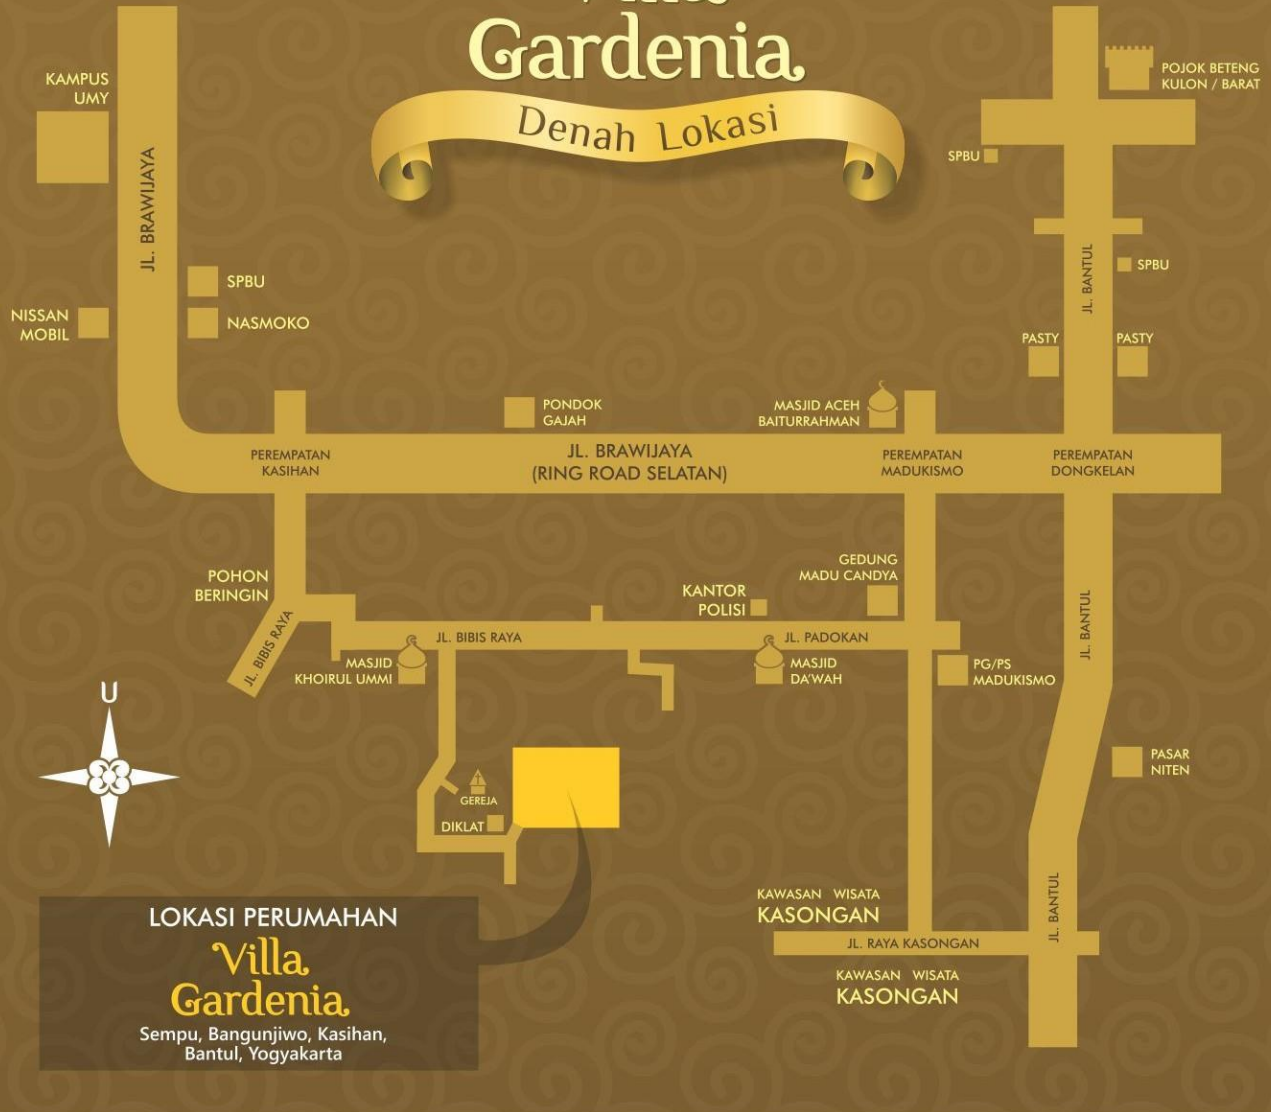 Gardenia
Denah Lokasi
KAMPUS
UMY
JL. BRAWIJAYA
POJOK BETENG
KULON / BARAT
SPBU
JL. BANTUL
SPBU
SPBU
NISSAN
MOBIL
NASMOKO
PASTY
PASTY
PONDOK
GAJAH
MASJID ACEH
BAITURRAHMAN
PEREMPATAN
KASIHAN
JL. BRAWIJAYA
(RING ROAD SELATAN)
PEREMPATAN
MADUKISMO
PEREMPATAN
DONGKELAN
POHON
BERINGIN
KANTOR
POLISI
GEDUNG
MADU CANDYA
JL. BANTUL
JL. BIBIS RAYA
JL. BIBIS RAYA
JL. PADOKAN
MASJID
KHOIRUL UMMI
MASJID
DA'WAH
PG/PS
MADUKISMO
U
PASAR
NITEN
GEREJA
DIKLAT
JL. BANTUL
KAWASAN WISATA
KASONGAN
JL. RAYA KASONGAN
KAWASAN WISATA
KASONGAN
LOKASI PERUMAHAN
Villa
Gardenia
Sempu, Bangunjiwo, Kasihan,
Bantul, Yogyakarta